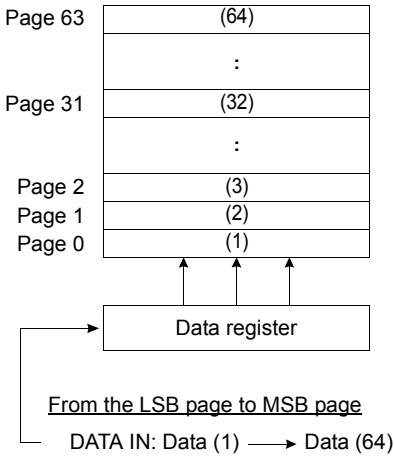 Page 63 (64)
:
Page 31 (32)
:
Page 2 (3)
Page 1 (2)
Page 0 (1)
Data register
From the LSB page to MSB page
DATA IN: Data (1) → Data (64)